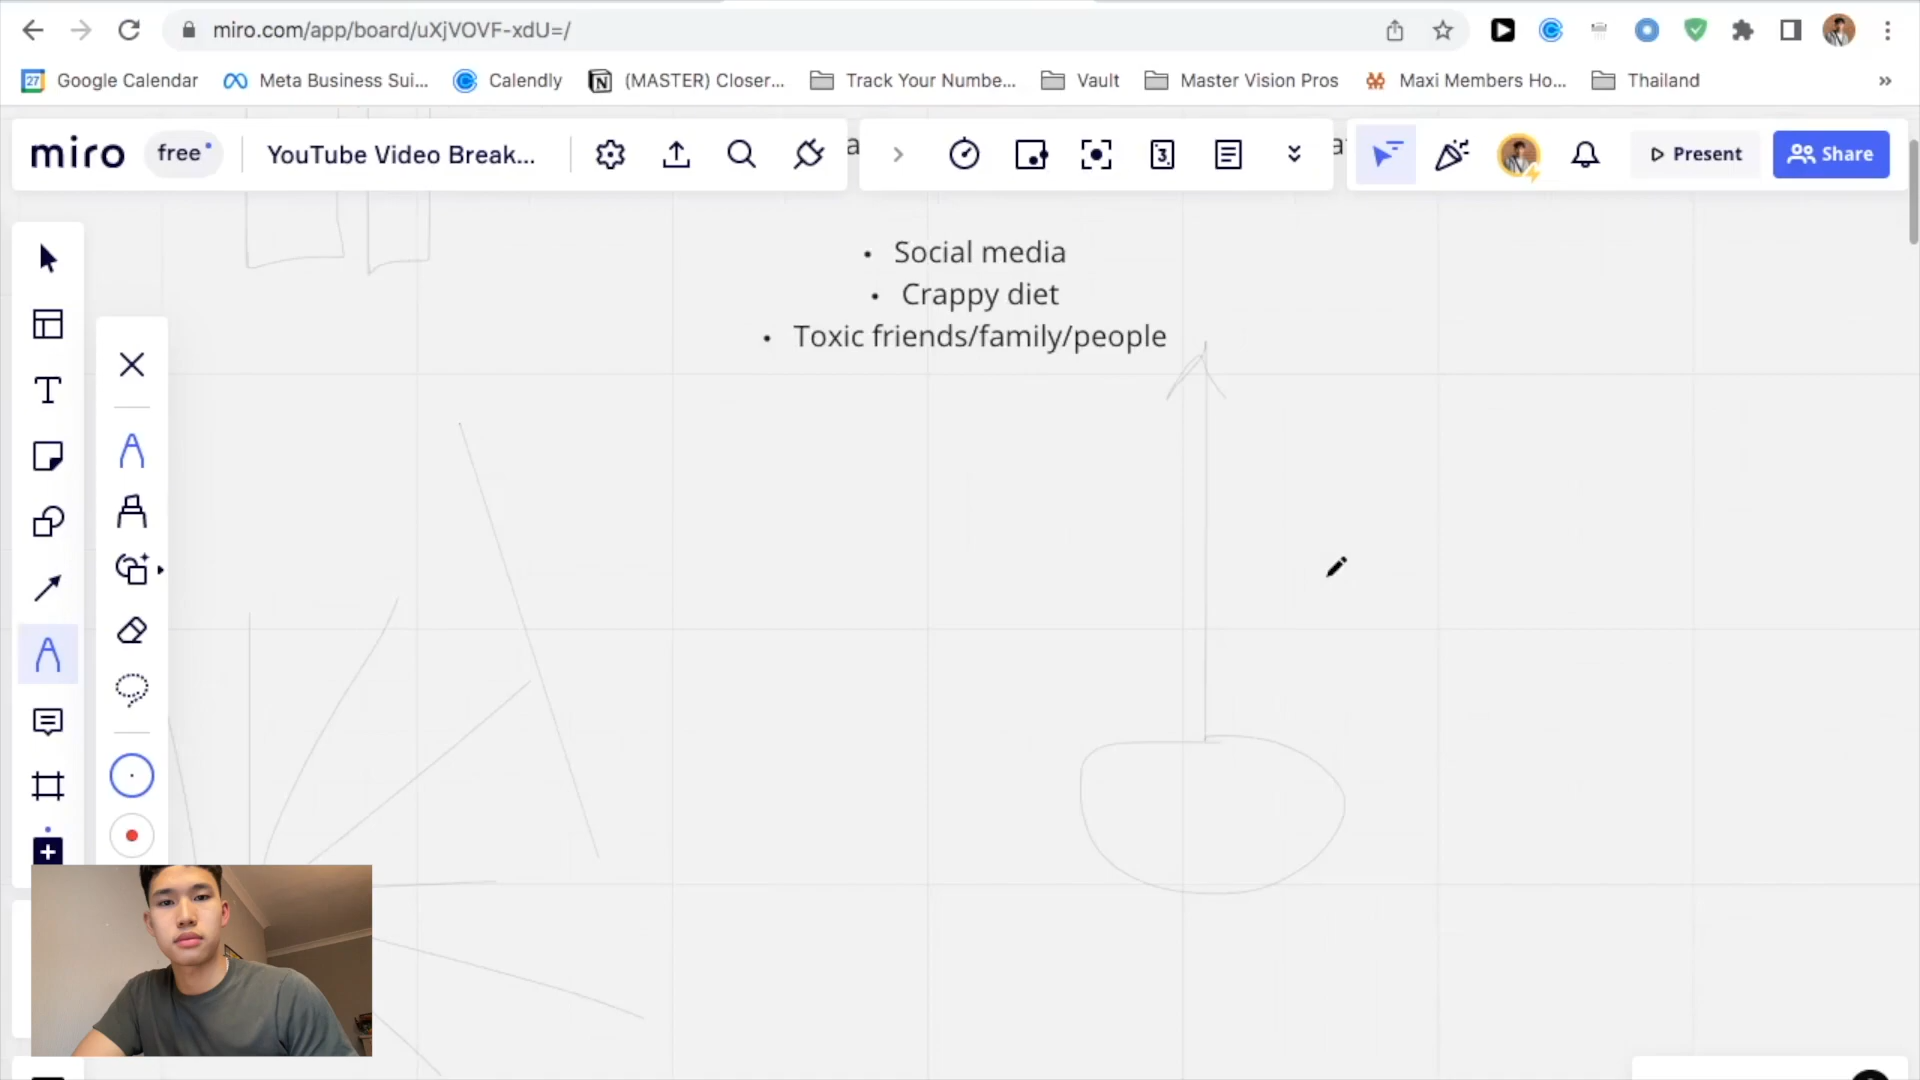 miro.com/app/board/uXjVOVF-xdU=/
27 Google Calendar Meta Business Sui... Calendly (MASTER) Closer... Track Your Numbe... Vault Master Vision Pros Maxi Members Ho... Thailand »
miro free YouTube Video Break... Present Share
• Social media
• Crappy diet
• Toxic friends/family/people